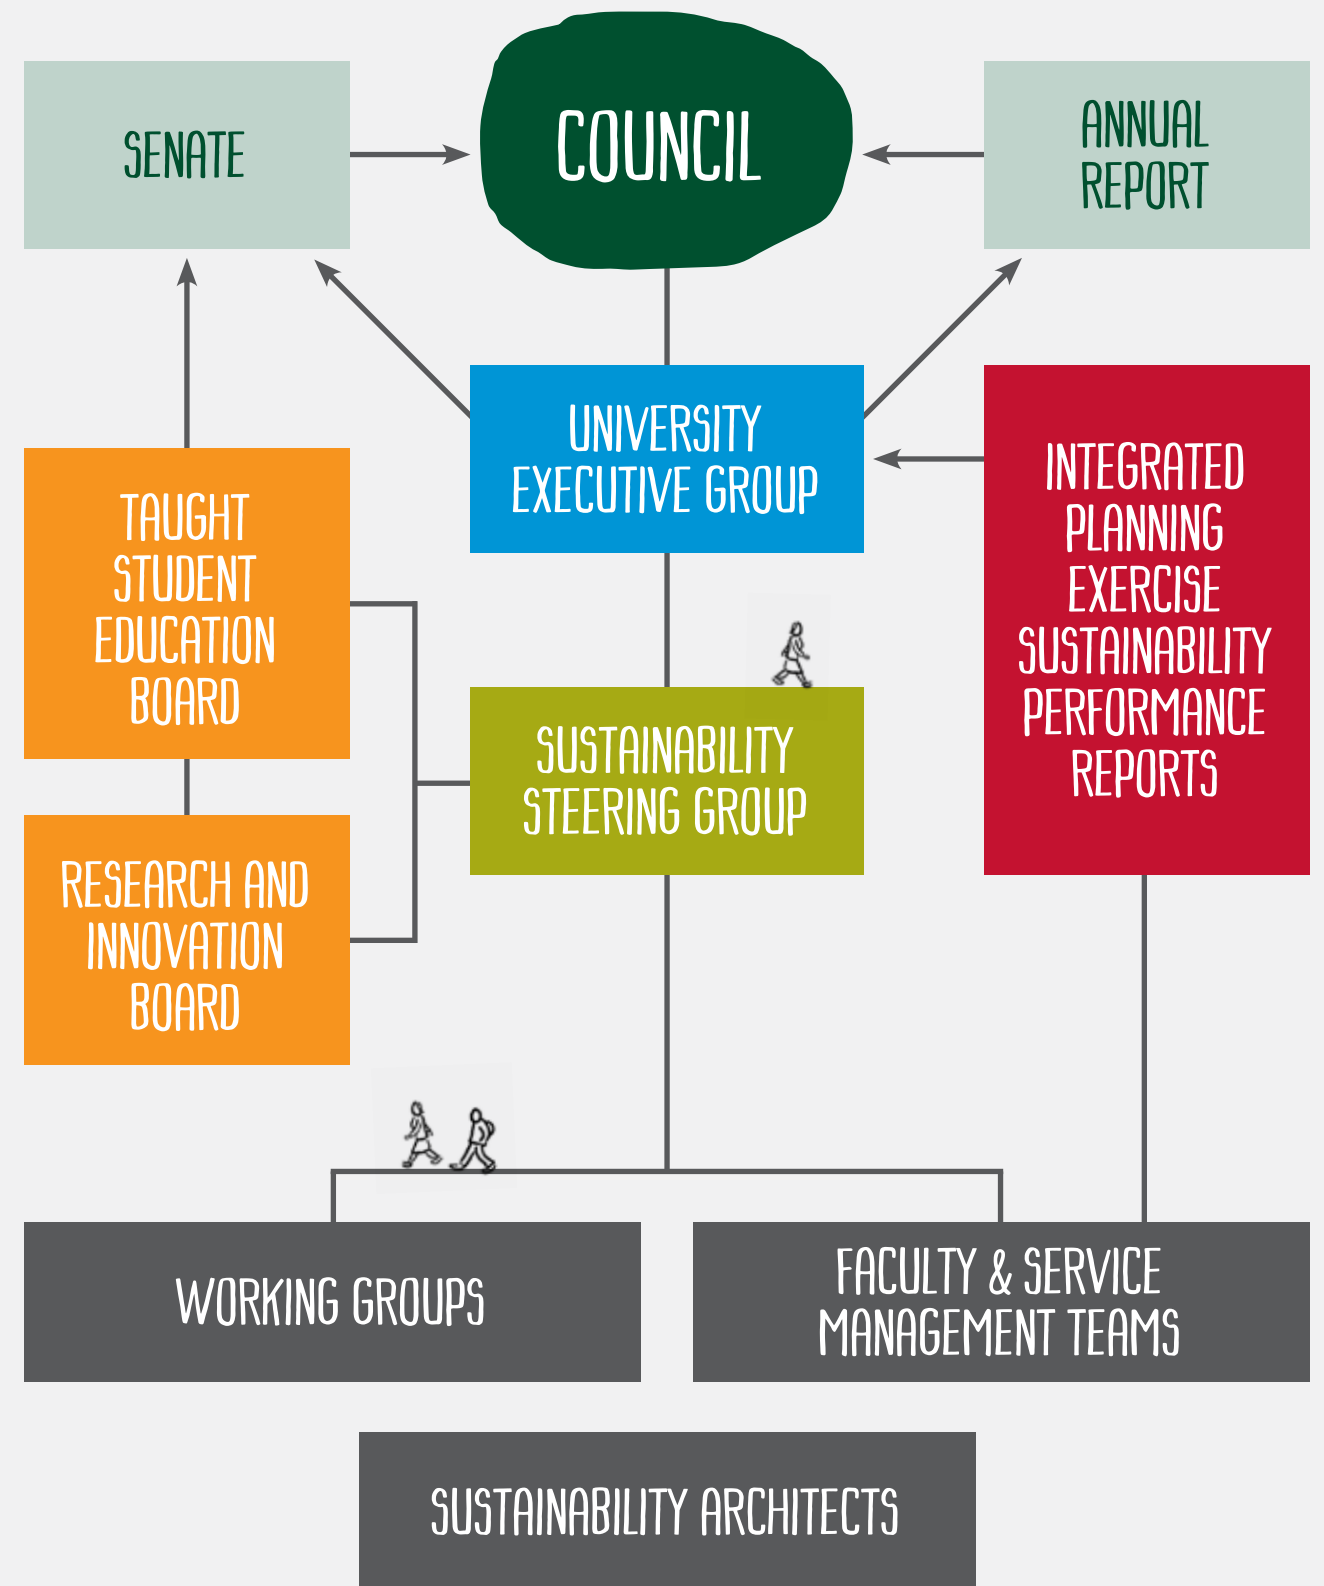 SENATE
COUNCIL
ANNUAL
REPORT
UNIVERSITY
EXECUTIVE GROUP
INTEGRATED
PLANNING
EXERCISE
SUSTAINABILITY
PERFORMANCE
REPORTS
TAUGHT
STUDENT
EDUCATION
BOARD
SUSTAINABILITY
STEERING GROUP
RESEARCH AND
INNOVATION
BOARD
WORKING GROUPS
FACULTY & SERVICE
MANAGEMENT TEAMS
SUSTAINABILITY ARCHITECTS